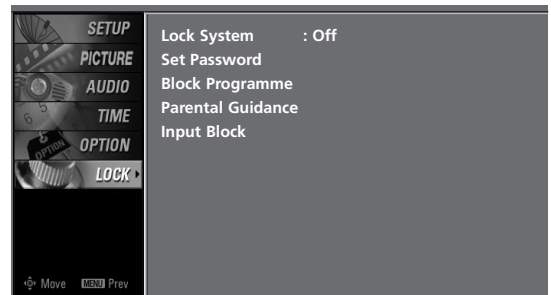 SETUP
PICTURE
AUDIO
TIME
OPTION
LOCK
Move MENU Prev
Lock System : Off
Set Password
Block Programme
Parental Guidance
Input Block